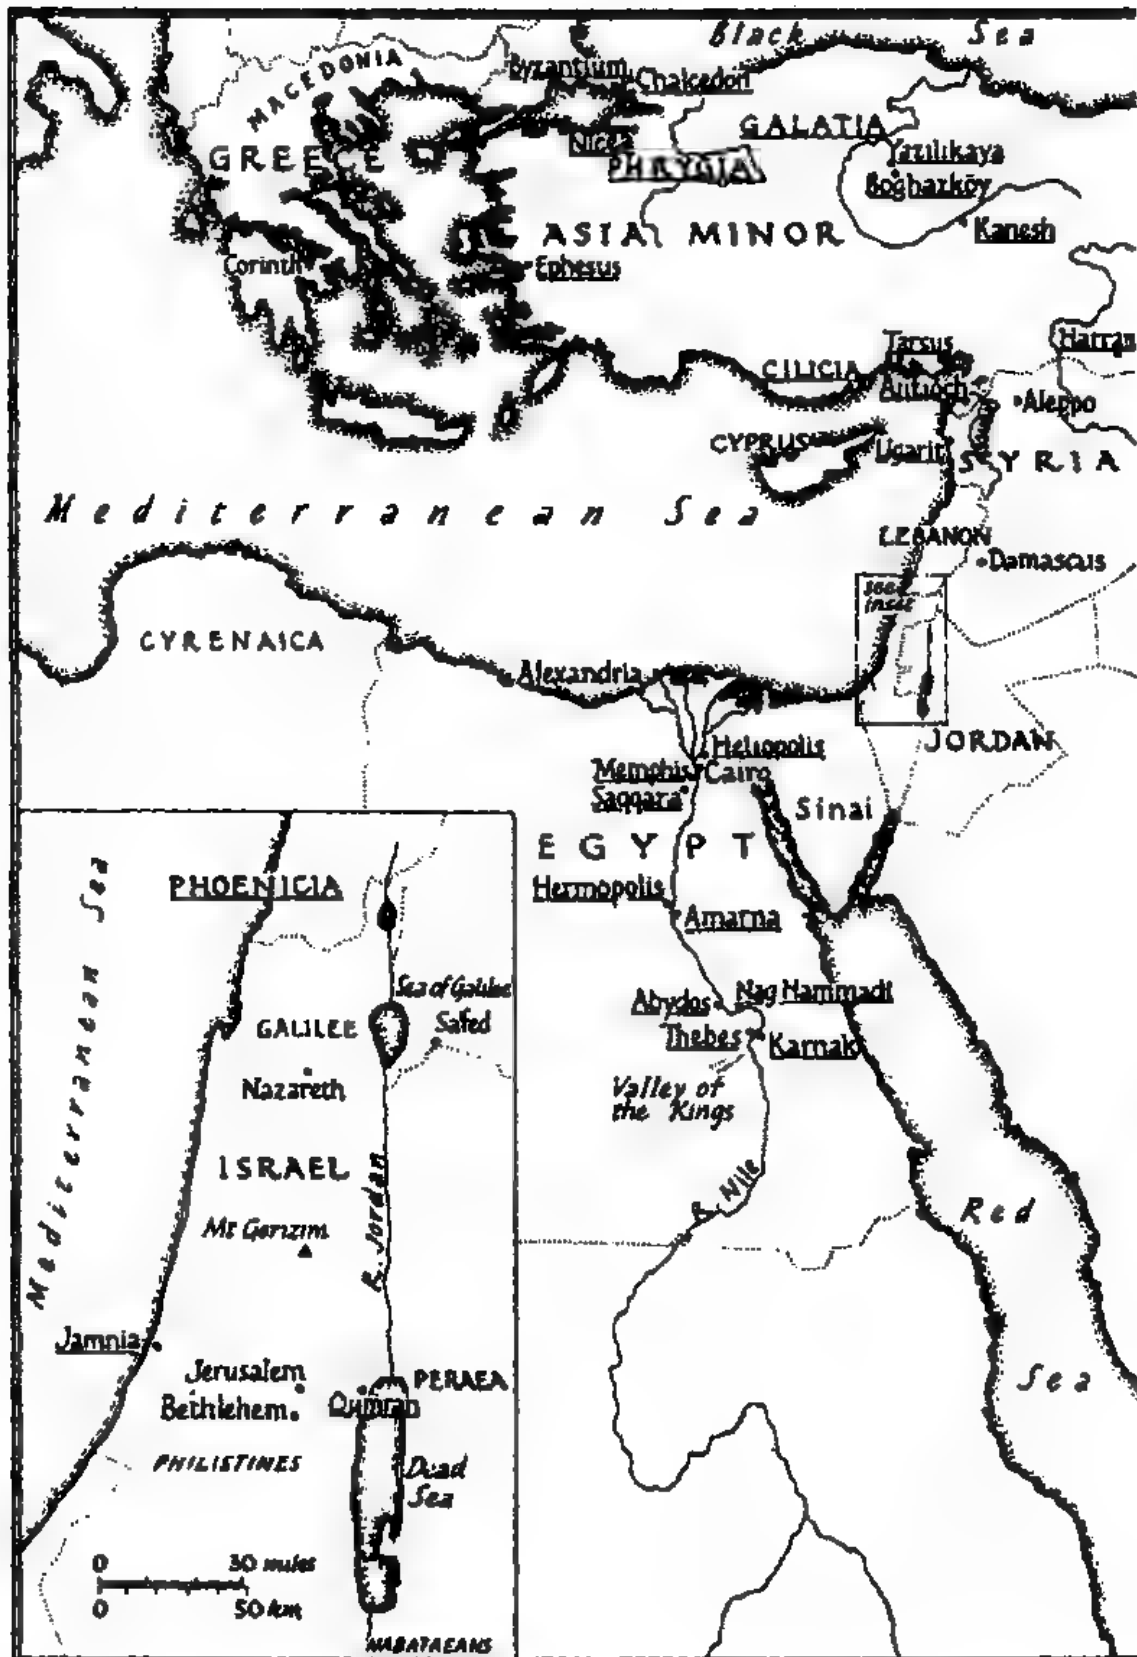 Black Sea
MACEDONIA
Byzantium
Chalcedon
GREECE
Nicea
PHRYGIA
GALATIA
Yazilikaya
Boghazköy
Kanesh
ASIA MINOR
Corinth
Ephesus
Tarsus
Harran
CILICIA
Antioch
Aleppo
CYPRUS
Ugarit
SYRIA
Mediterranean Sea
LEBANON
Damascus
see
inset
CYRENAICA
Alexandria
JORDAN
Heliopolis
Memphis
Cairo
Saqqara
Sinai
EGYPT
Hermopolis
Amarna
Abydos
Nag Hammadi
Thebes
Karnak
Valley of
the Kings
R. Nile
Red
Sea
Mediterranean Sea
PHOENICIA
Sea of Galilee
GALILEE
Safed
Nazareth
ISRAEL
R. Jordan
Mt Gerizim
Jamnia
Jerusalem
PERAEA
Bethlehem
Qumran
PHILISTINES
Dead
Sea
0 30 miles
0 50 km
NABATAEANS